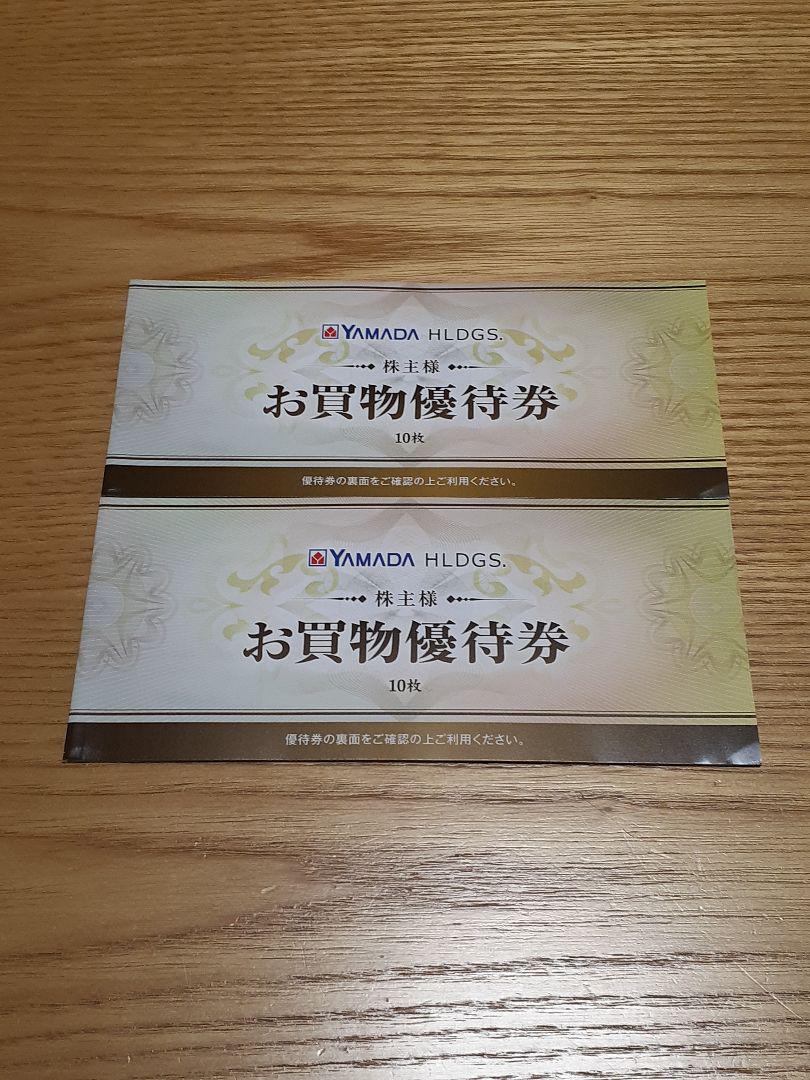 YAMADA HLDGS.
株主様
お買物優待券
10枚
優待券の裏面をご確認の上ご利用ください。
YAMADA HLDGS.
株主様
お買物優待券
10枚
優待券の裏面をご確認の上ご利用ください。